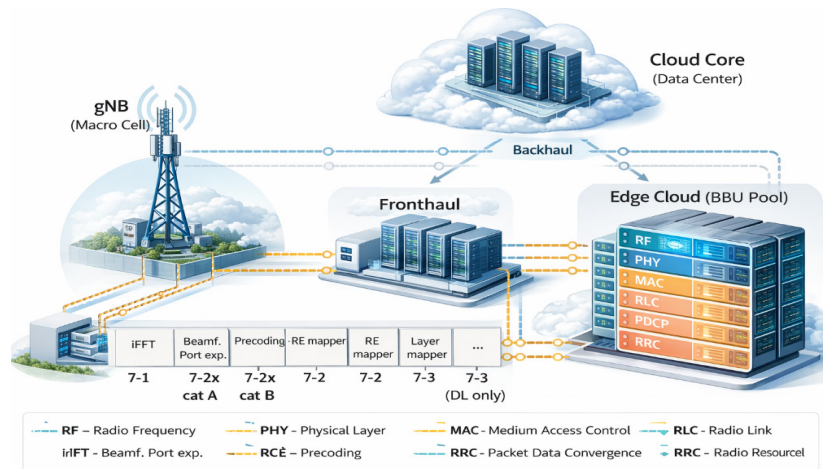 Cloud Core
(Data Center)
gNB
(Macro Cell)
Backhaul
Fronthaul
Edge Cloud (BBU Pool)
RF
PHY
MAC
RLC
PDCP
RRC
iFFT
Beamf.
Port exp.
Precoding
-RE mapper
RE
mapper
Layer
mapper
...
7-1
7-2x
cat A
7-2x
cat B
7-2
7-2
7-3
7-3
(DL only)
RF – Radio Frequency
PHY – Physical Layer
MAC - Medium Access Control
RLC - Radio Link
irlFT - Beamf. Port exp.
RCE – Precoding
RRC - Packet Data Convergence
RRC - Radio Resourcel